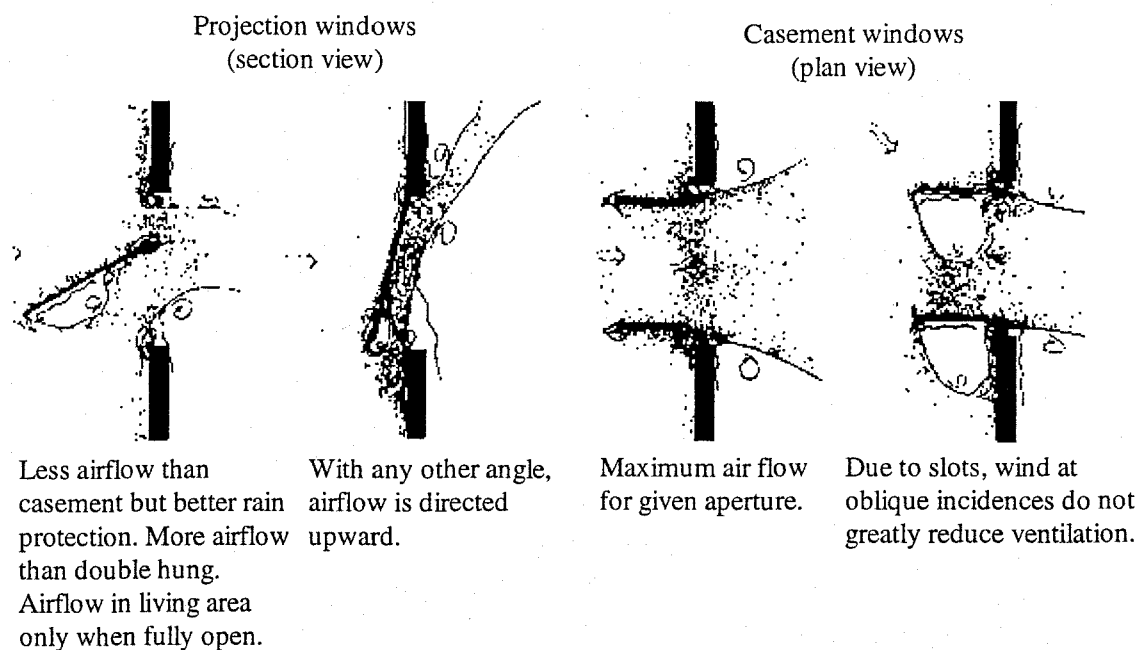 Projection windows
(section view)
Casement windows
(plan view)
Less airflow than
casement but better rain
protection. More airflow
than double hung.
Airflow in living area
only when fully open.
With any other angle,
airflow is directed
upward.
Maximum air flow
for given aperture.
Due to slots, wind at
oblique incidences do not
greatly reduce ventilation.